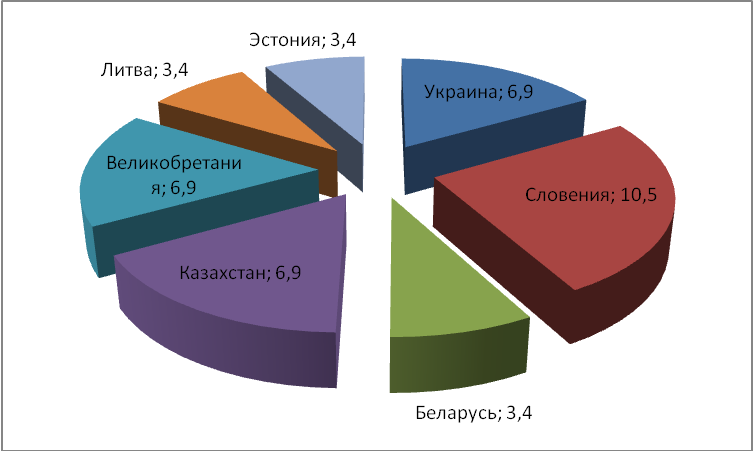 Эстония; 3,4
Литва; 3,4
Украина; 6,9
Великобретани
я; 6,9
Словения; 10,5
Казахстан; 6,9
Беларусь; 3,4